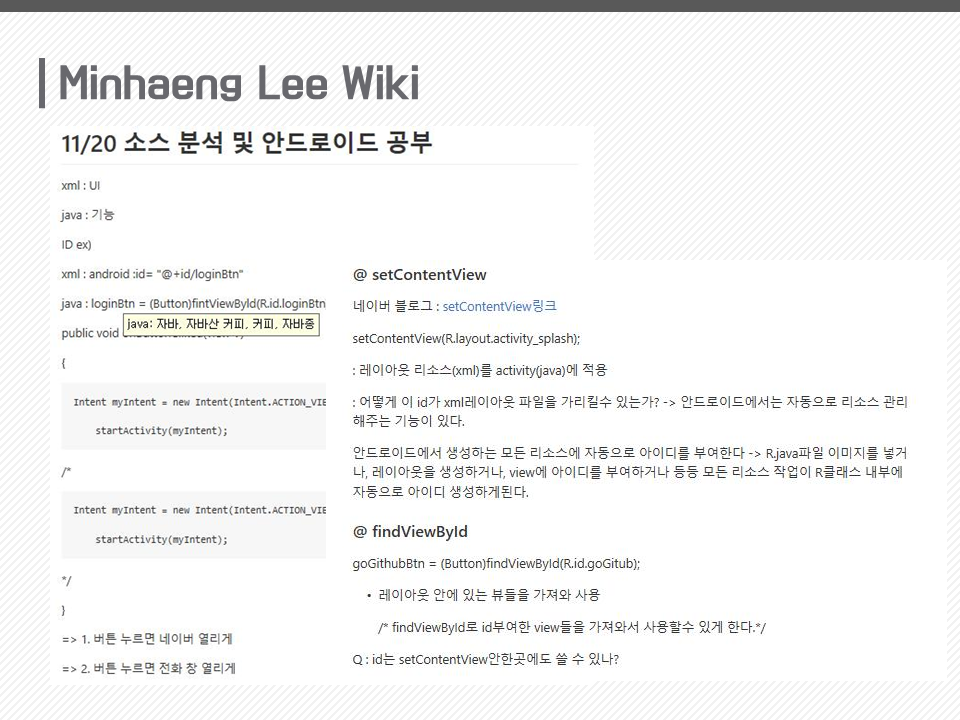 Minhaeng Lee Wiki
11/20 소스 분석 및 안드로이드 공부
xml : UI
java : 기능
ID ex)
xml : android :id= "@+id/loginBtn"
java : loginBtn = (Button)fintViewById(R.id.loginBtn
java: 자바, 자바산 커피, 커피, 자바종
public void
{
Intent myIntent = new Intent(Intent.ACTION_VIE
startActivity(myIntent);
/*
Intent myIntent = new Intent(Intent.ACTION_VIE
startActivity(myIntent);
*/
}
=> 1. 버튼 누르면 네이버 열리게
=> 2. 버튼 누르면 전화 창 열리게
@ setContentView
네이버 블로그 : setContentView링크
setContentView(R.layout.activity_splash);
: 레이아웃 리소스(xml)를 activity(java)에 적용
: 어떻게 이 id가 xml레이아웃 파일을 가리킬수 있는가? -> 안드로이드에서는 자동으로 리소스 관리
해주는 기능이 있다.
안드로이드에서 생성하는 모든 리소스에 자동으로 아이디를 부여한다 -> R.java파일 이미지를 넣거
나, 레이아웃을 생성하거나, view에 아이디를 부여하거나 등등 모든 리소스 작업이 R클래스 내부에
자동으로 아이디 생성하게된다.
@ findViewById
goGithubBtn = (Button)findViewById(R.id.goGitub);
• 레이아웃 안에 있는 뷰들을 가져와 사용
/* findViewById로 id부여한 view들을 가져와서 사용할수 있게 한다.*/
Q : id는 setContentView안한곳에도 쓸 수 있나?